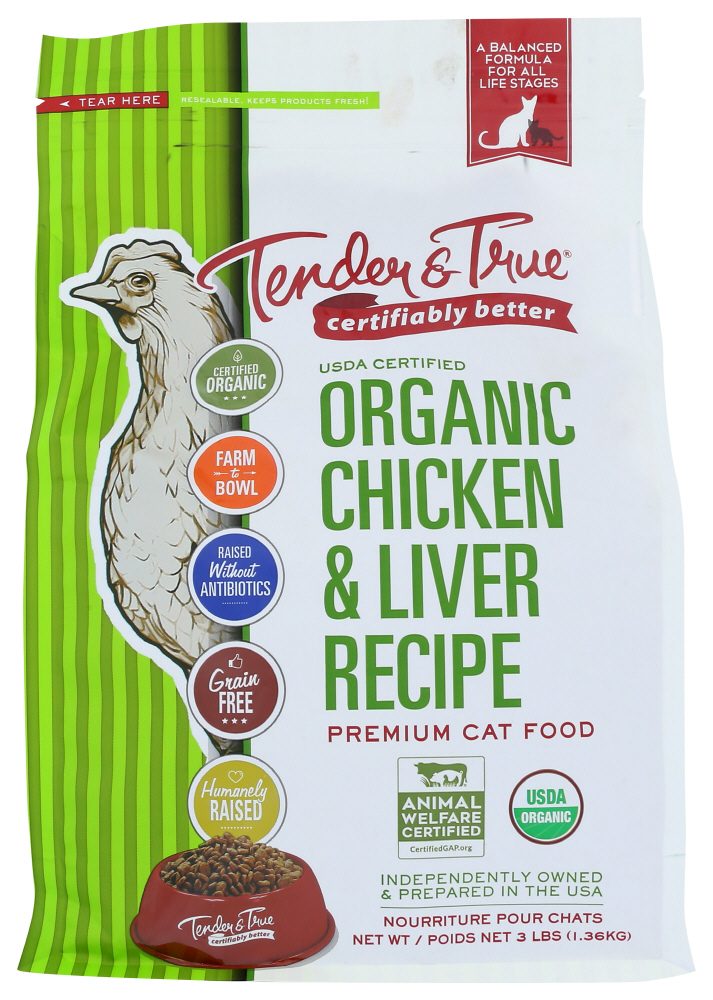 A BALANCED
FORMULA
FOR ALL
LIFE STAGES
TEAR HERE
RESEALABLE, KEEPS PRODUCTS FRESH!
Tender & True®
certifiably better
USDA CERTIFIED
ORGANIC
CHICKEN
& LIVER
RECIPE
PREMIUM CAT FOOD
CERTIFIED
ORGANIC
FARM
to
BOWL
RAISED
Without
ANTIBIOTICS
Grain
FREE
Humanely
RAISED
Tender & True
certifiably better
ANIMAL
WELFARE
CERTIFIED
CertifiedGAP.org
USDA
ORGANIC
INDEPENDENTLY OWNED
& PREPARED IN THE USA
NOURRITURE POUR CHATS
NET WT / POIDS NET 3 LBS (1.36KG)